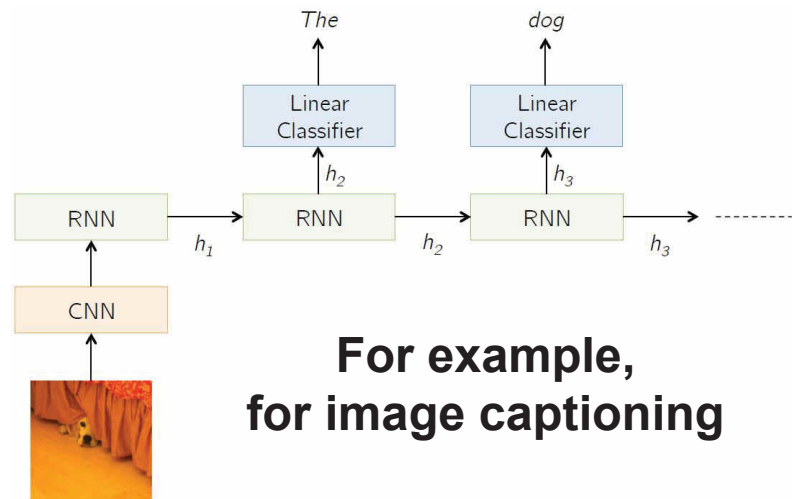 The
dog
Linear
Classifier
Linear
Classifier
h2
h3
RNN
RNN
RNN
h1
h2
h3
CNN
For example,
for image captioning